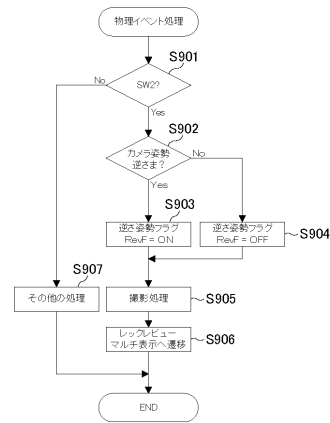 物理イベント処理
S901
No
SW2?
Yes
S902
カメラ姿勢
逆さま？
No
Yes
S903
逆さ姿勢フラグ
RevF = ON
逆さ姿勢フラグ
RevF = OFF
S904
S907
その他の処理
撮影処理
S905
レックレビュー
マルチ表示へ遷移
S906
END